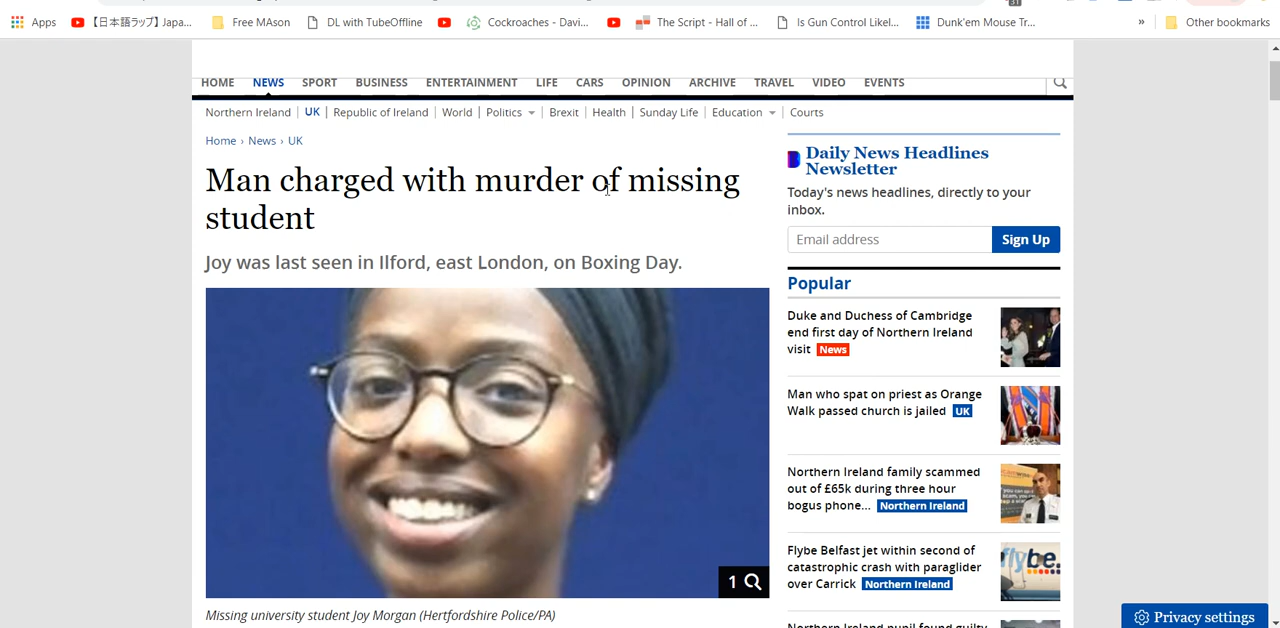 Apps
【日本語ラップ】Japa...
Free MAson
DL with TubeOffline
Cockroaches - Davi...
The Script - Hall of ...
Is Gun Control Likel...
Dunk'em Mouse Tr...
»
Other bookmarks
31
HOME NEWS SPORT BUSINESS ENTERTAINMENT LIFE CARS OPINION ARCHIVE TRAVEL VIDEO EVENTS
Northern Ireland | UK | Republic of Ireland | World | Politics | Brexit | Health | Sunday Life | Education | Courts
Home › News › UK
Man charged with murder of missing
student
Joy was last seen in Ilford, east London, on Boxing Day.
1
Missing university student Joy Morgan (Hertfordshire Police/PA)
Daily News Headlines
Newsletter
Today's news headlines, directly to your
inbox.
Email address
Sign Up
Popular
Duke and Duchess of Cambridge
end first day of Northern Ireland
visit News
Man who spat on priest as Orange
Walk passed church is jailed UK
Northern Ireland family scammed
out of £65k during three hour
bogus phone... Northern Ireland
Flybe Belfast jet within second of
catastrophic crash with paraglider
over Carrick Northern Ireland
flybe.
Northern Ireland pupil found guilty
Privacy settings